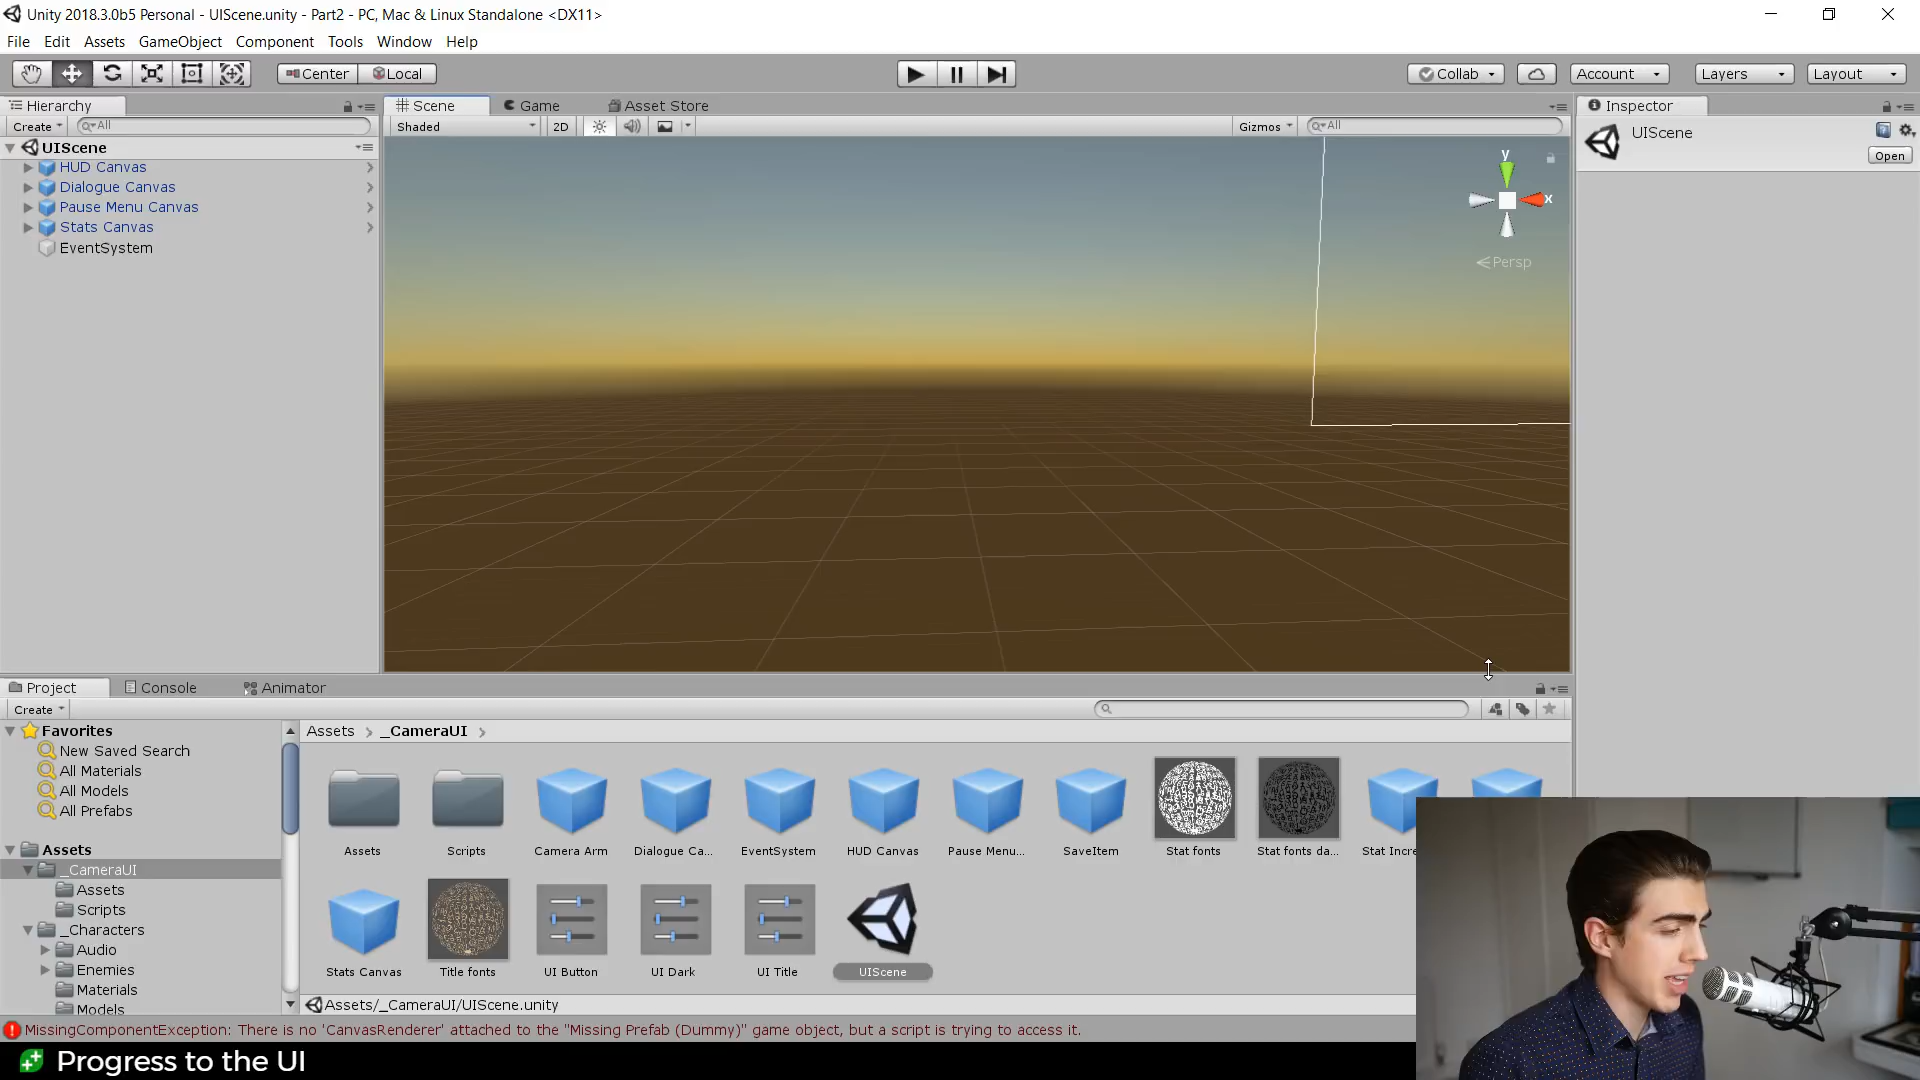 Unity 2018.3.0b5 Personal - UIScene.unity - Part2 - PC, Mac & Linux Standalone <DX11>
File Edit Assets GameObject Component Tools Window Help
Center Local Collab Account Layers Layout
Hierarchy Scene Game Asset Store Inspector
Create All Shaded 2D Gizmos All
UIScene
HUD Canvas
Dialogue Canvas
Pause Menu Canvas
Stats Canvas
EventSystem
y
x
Persp
UIScene
Open
Project Console Animator
Create
Favorites
New Saved Search
All Materials
All Models
All Prefabs
Assets
_CameraUI
Assets
Scripts
_Characters
Audio
Enemies
Materials
Models
Assets > _CameraUI >
Assets Scripts Camera Arm Dialogue Ca... EventSystem HUD Canvas Pause Menu... SaveItem Stat fonts Stat fonts da... Stat Incre
Stats Canvas Title fonts UI Button UI Dark UI Title UIScene
Assets/_CameraUI/UIScene.unity
MissingComponentException: There is no 'CanvasRenderer' attached to the "Missing Prefab (Dummy)" game object, but a script is trying to access it.
Progress to the UI